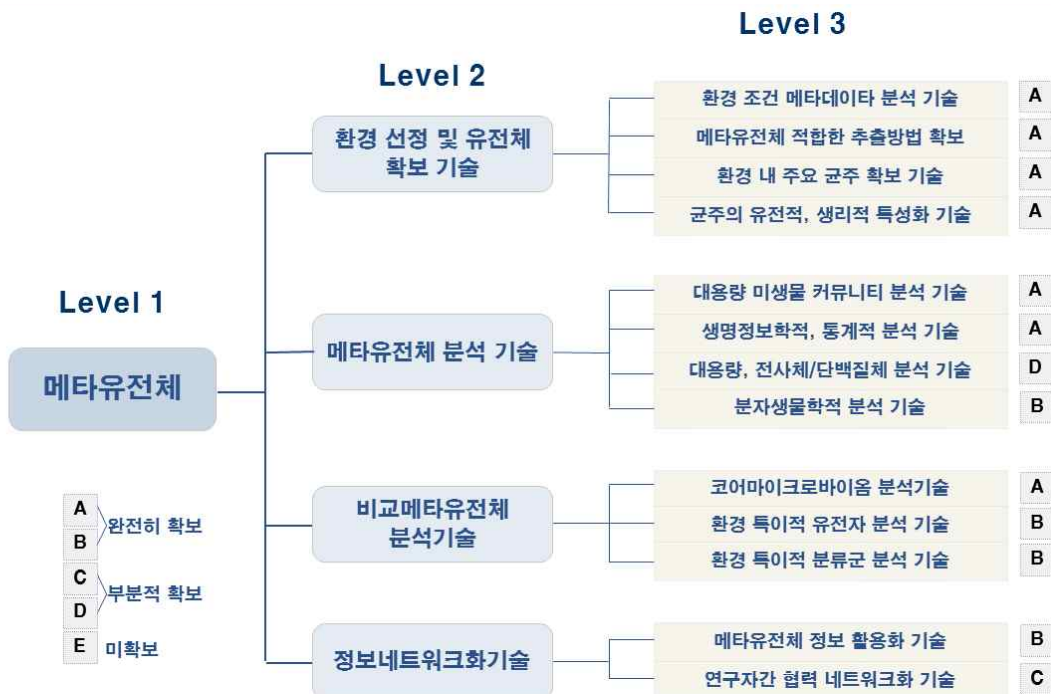 Level 3
Level 2
Level 1
메타유전체
A
B
완전히 확보
C
D
부분적 확보
E
미확보
환경 선정 및 유전체
확보 기술
환경 조건 메타데이타 분석 기술 A
메타유전체 적합한 추출방법 확보 A
환경 내 주요 균주 확보 기술 A
균주의 유전적, 생리적 특성화 기술 A
메타유전체 분석 기술
대용량 미생물 커뮤니티 분석 기술 A
생명정보학적, 통계적 분석 기술 A
대용량, 전사체/단백질체 분석 기술 D
분자생물학적 분석 기술 B
비교메타유전체
분석기술
코어마이크로바이옴 분석기술 A
환경 특이적 유전자 분석 기술 B
환경 특이적 분류군 분석 기술 B
정보네트워크화기술
메타유전체 정보 활용화 기술 B
연구자간 협력 네트워크화 기술 C